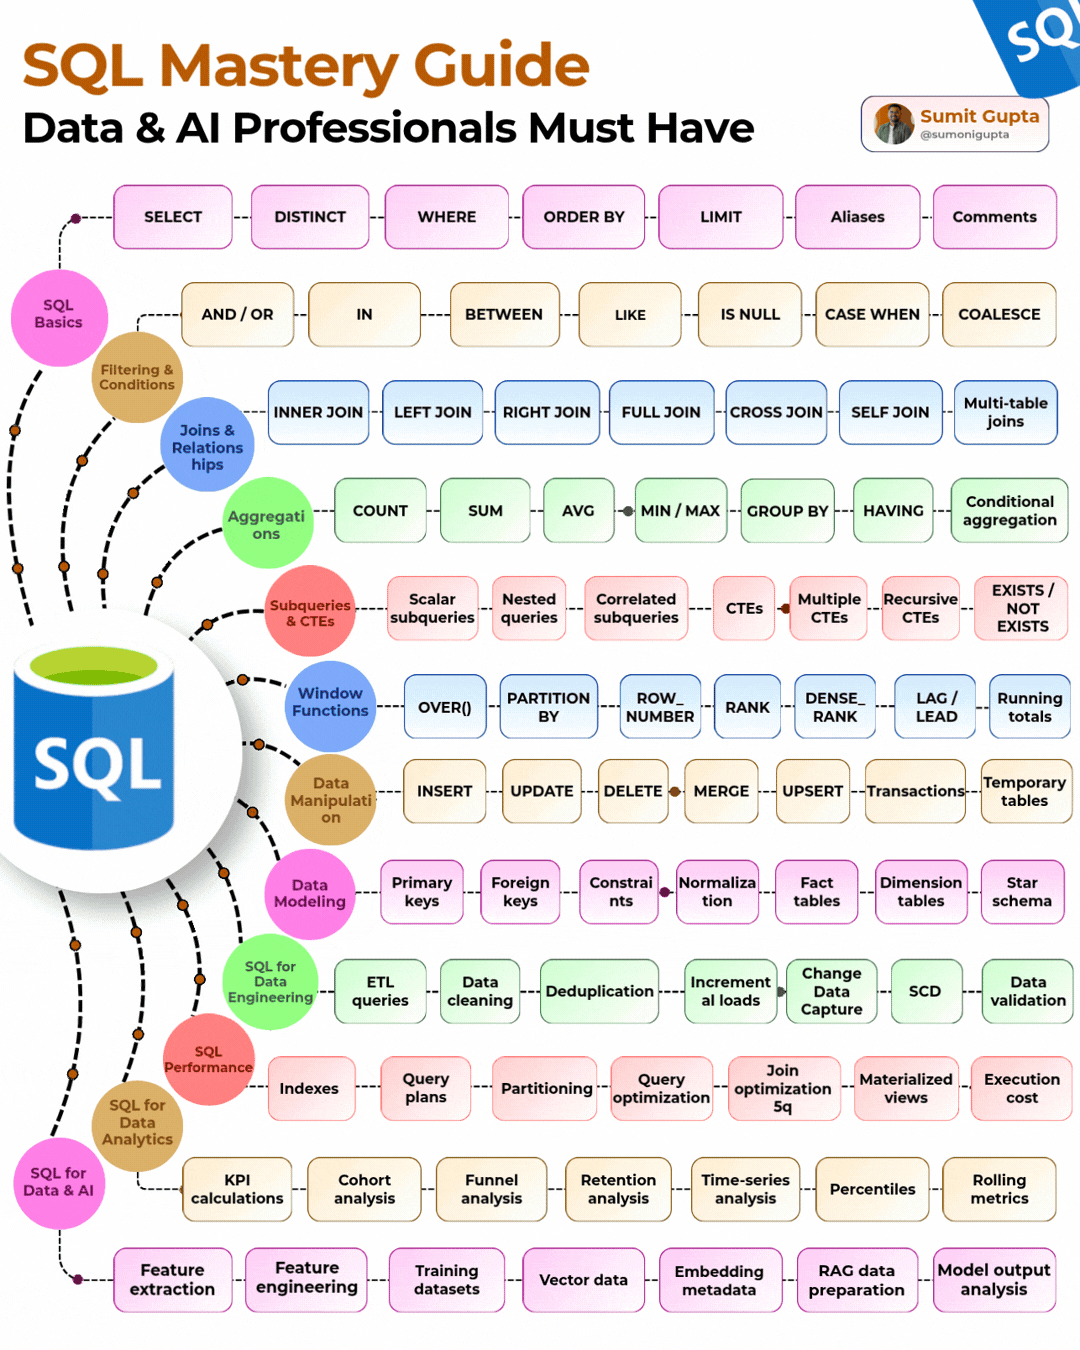 SQL Mastery Guide
Data & AI Professionals Must Have
SQL
Sumit Gupta
@sumonigupta
SELECT
DISTINCT
WHERE
ORDER BY
LIMIT
Aliases
Comments
SQL
Basics
AND / OR
IN
BETWEEN
LIKE
IS NULL
CASE WHEN
COALESCE
Filtering &
Conditions
INNER JOIN
LEFT JOIN
RIGHT JOIN
FULL JOIN
CROSS JOIN
SELF JOIN
Multi-table
joins
Joins &
Relations
hips
COUNT
SUM
AVG
MIN / MAX
GROUP BY
HAVING
Conditional
aggregation
Aggregati
ons
Subqueries
& CTEs
Scalar
subqueries
Nested
queries
Correlated
subqueries
CTEs
Multiple
CTEs
Recursive
CTEs
EXISTS /
NOT
EXISTS
Window
Functions
OVER()
PARTITION
BY
ROW_
NUMBER
RANK
DENSE_
RANK
LAG /
LEAD
Running
totals
SQL
Data
Manipulati
on
INSERT
UPDATE
DELETE
MERGE
UPSERT
Transactions
Temporary
tables
Data
Modeling
Primary
keys
Foreign
keys
Constrai
nts
Normaliza
tion
Fact
tables
Dimension
tables
Star
schema
SQL for
Data
Engineering
ETL
queries
Data
cleaning
Deduplication
Increment
al loads
Change
Data
Capture
SCD
Data
validation
SQL
Performance
Indexes
Query
plans
Partitioning
Query
optimization
Join
optimization
5q
Materialized
views
Execution
cost
SQL for
Data
Analytics
KPI
calculations
Cohort
analysis
Funnel
analysis
Retention
analysis
Time-series
analysis
Percentiles
Rolling
metrics
SQL for
Data & AI
Feature
extraction
Feature
engineering
Training
datasets
Vector data
Embedding
metadata
RAG data
preparation
Model output
analysis